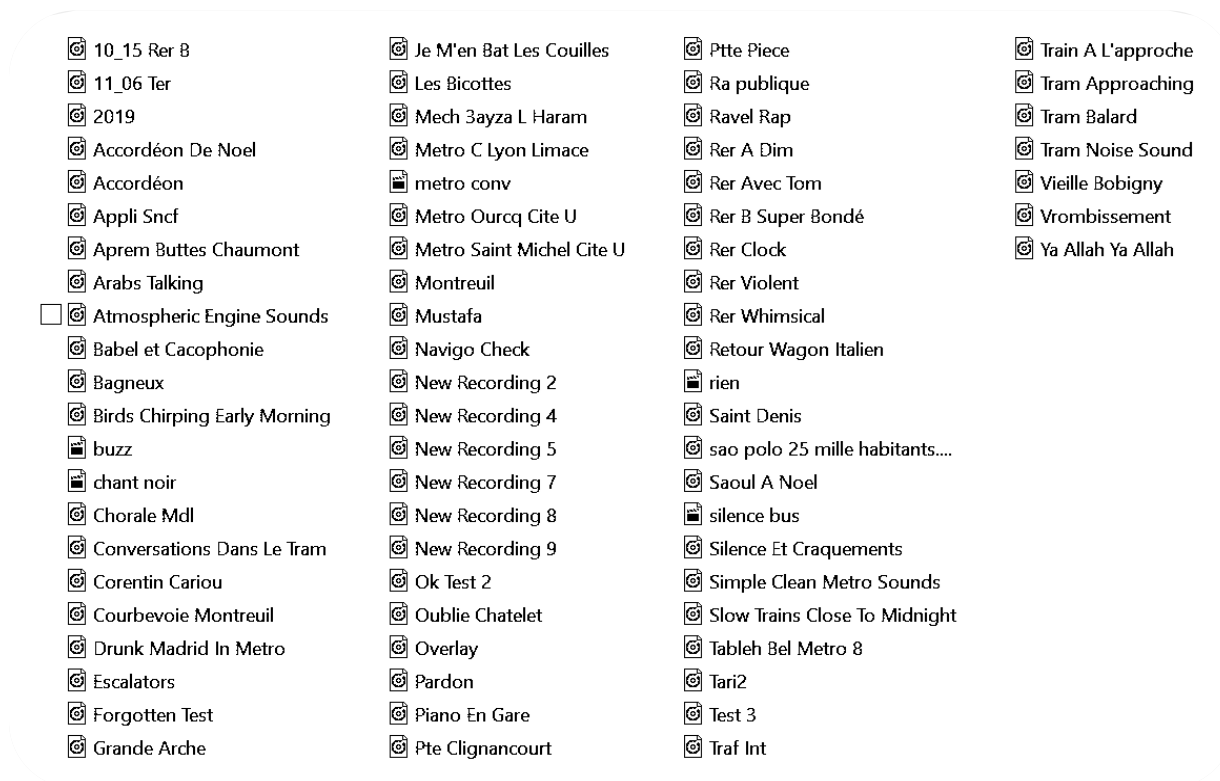 10_15 Rer B
11_06 Ter
2019
Accordéon De Noel
Accordéon
Appli Sncf
Aprem Buttes Chaumont
Arabs Talking
Atmospheric Engine Sounds
Babel et Cacophonie
Bagneux
Birds Chirping Early Morning
buzz
chant noir
Chorale Mdl
Conversations Dans Le Tram
Corentin Cariou
Courbevoie Montreuil
Drunk Madrid In Metro
Escalators
Forgotten Test
Grande Arche
Je M'en Bat Les Couilles
Les Bicottes
Mech 3ayza L Haram
Metro C Lyon Limace
metro conv
Metro Ourcq Cite U
Metro Saint Michel Cite U
Montreuil
Mustafa
Navigo Check
New Recording 2
New Recording 4
New Recording 5
New Recording 7
New Recording 8
New Recording 9
Ok Test 2
Oublie Chatelet
Overlay
Pardon
Piano En Gare
Pte Clignancourt
Ptte Piece
Ra publique
Ravel Rap
Rer A Dim
Rer Avec Tom
Rer B Super Bondé
Rer Clock
Rer Violent
Rer Whimsical
Retour Wagon Italien
rien
Saint Denis
sao polo 25 mille habitants....
Saoul A Noel
silence bus
Silence Et Craquements
Simple Clean Metro Sounds
Slow Trains Close To Midnight
Tableh Bel Metro 8
Tari2
Test 3
Traf Int
Train A L'approche
Tram Approaching
Tram Balard
Tram Noise Sound
Vieille Bobigny
Vrombissement
Ya Allah Ya Allah